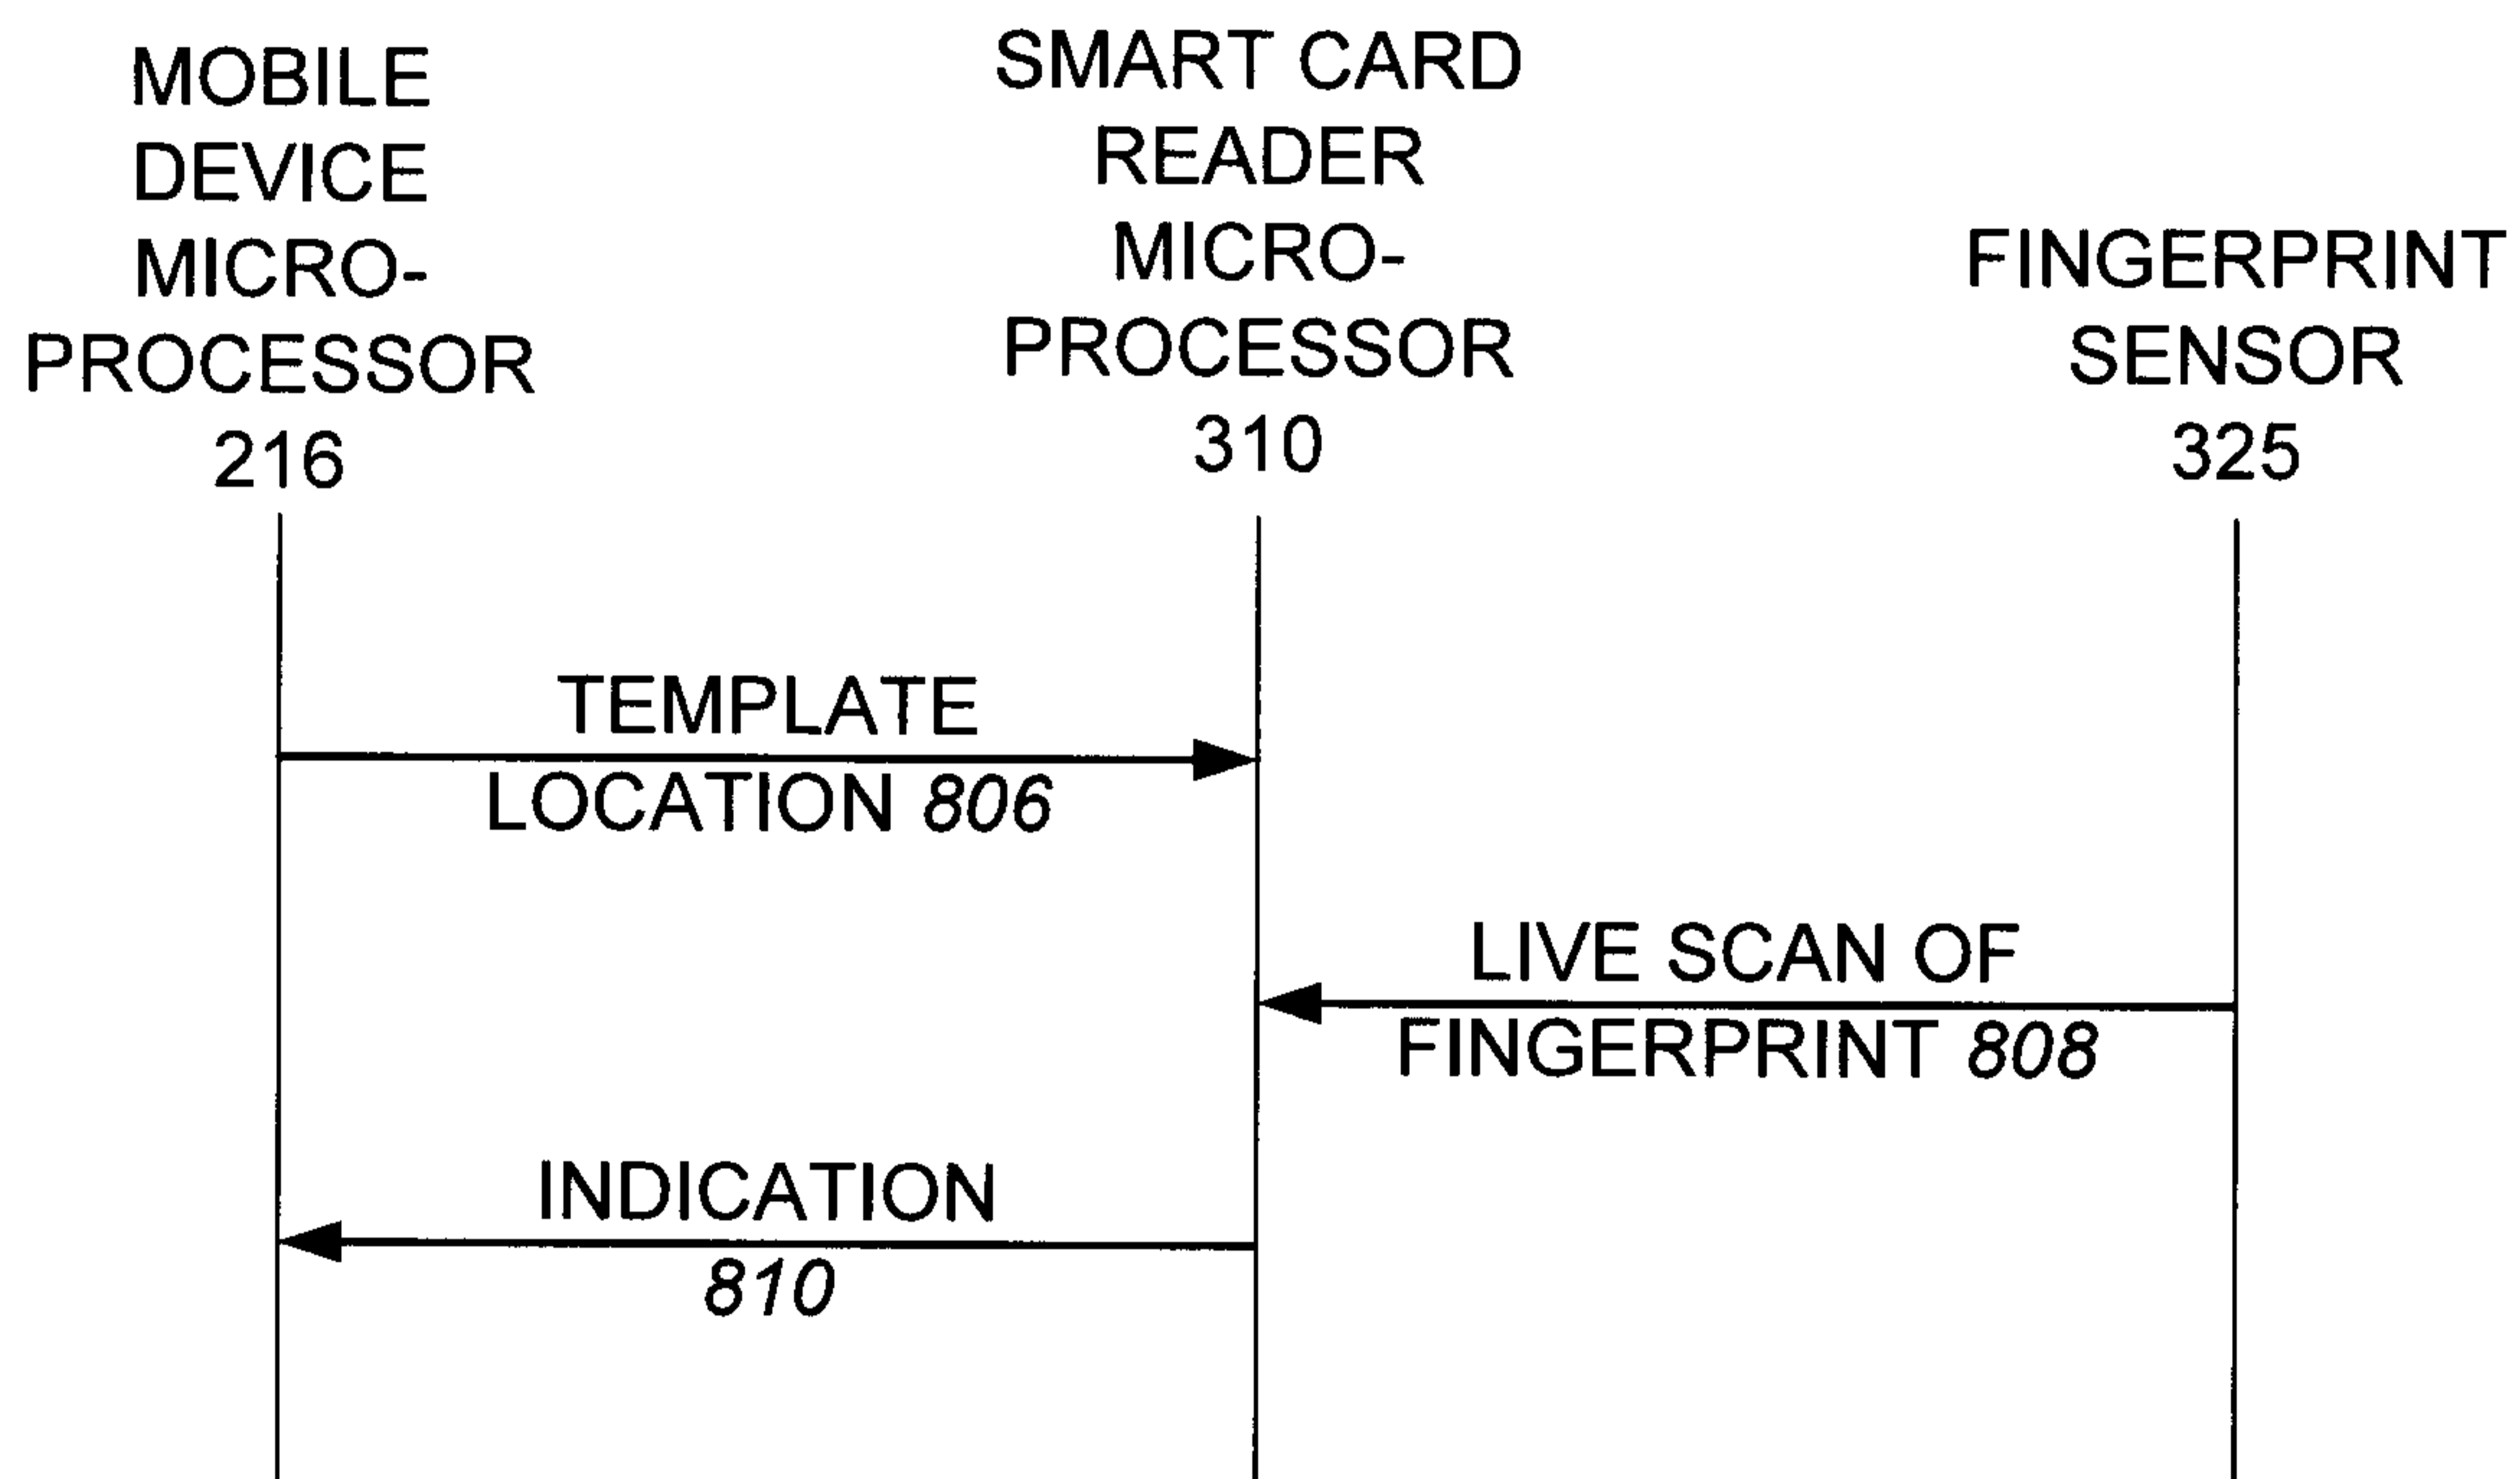 MOBILE
DEVICE
MICRO-
PROCESSOR
216
SMART CARD
READER
MICRO-
PROCESSOR
310
FINGERPRINT
SENSOR
325
TEMPLATE
LOCATION 806
LIVE SCAN OF
FINGERPRINT 808
INDICATION
810